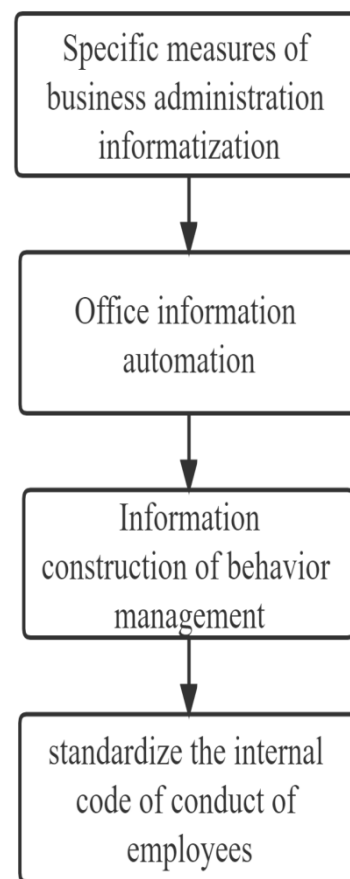 Specific measures of
business administration
informatization
Office information
automation
Information
construction of behavior
management
standardize the internal
code of conduct of
employees